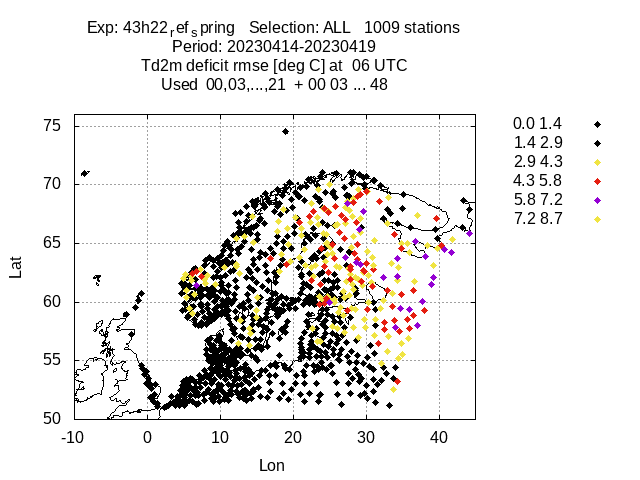 Exp: 43h22refspring   Selection: ALL   1009 stations
Period: 20230414-20230419
Td2m deficit rmse [deg C] at  06 UTC
Used  00,03,...,21  + 00 03 ... 48
0.0 1.4
1.4 2.9
2.9 4.3
4.3 5.8
5.8 7.2
7.2 8.7
75
70
65
60
55
50
Lat
-10 0 10 20 30 40
Lon